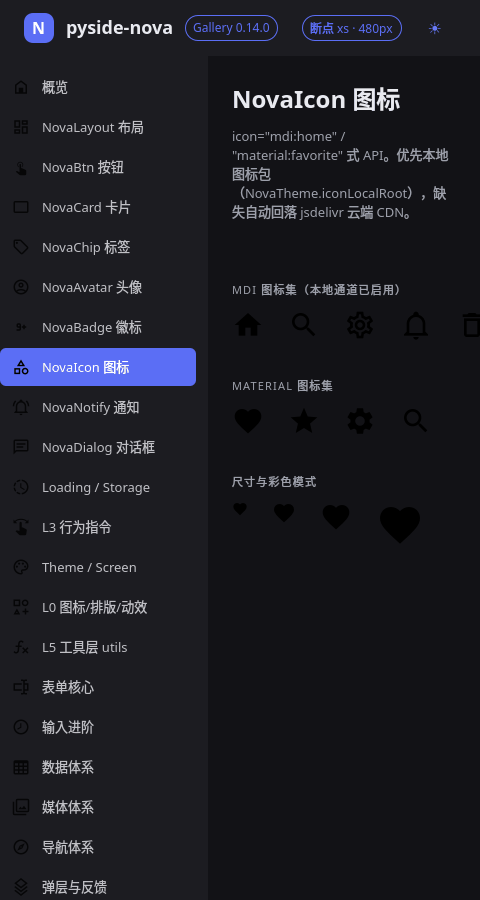 N
pyside-nova
Gallery 0.14.0
断点 xs · 480px
概览
NovaLayout 布局
NovaBtn 按钮
NovaCard 卡片
NovaChip 标签
NovaAvatar 头像
9+
NovaBadge 徽标
NovaIcon 图标
NovaNotify 通知
NovaDialog 对话框
Loading / Storage
L3 行为指令
Theme / Screen
L0 图标/排版/动效
L5 工具层 utils
表单核心
输入进阶
数据体系
媒体体系
导航体系
弹层与反馈
NovaIcon 图标
icon="mdi:home" /
"material:favorite" 式 API。优先本地
图标包
（NovaTheme.iconLocalRoot），缺
失自动回落 jsdelivr 云端 CDN。
MDI 图标集（本地通道已启用）
MATERIAL 图标集
尺寸与彩色模式